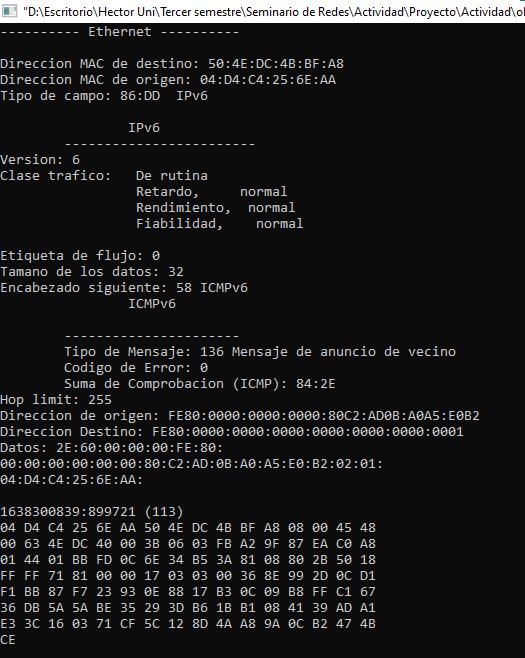 "D:\Escritorio\Hector Uni\Tercer semestre\Seminario de Redes\Actividad\Proyecto\Actividad\ol
---------- Ethernet ----------
Direccion MAC de destino: 50:4E:DC:4B:BF:A8
Direccion MAC de origen: 04:D4:C4:25:6E:AA
Tipo de campo: 86:DD  IPv6
IPv6
------------------------
Version: 6
Clase trafico:   De rutina
Retardo,     normal
Rendimiento,  normal
Fiabilidad,    normal
Etiqueta de flujo: 0
Tamano de los datos: 32
Encabezado siguiente: 58 ICMPv6
ICMPv6
----------------------
Tipo de Mensaje: 136 Mensaje de anuncio de vecino
Codigo de Error: 0
Suma de Comprobacion (ICMP): 84:2E
Hop limit: 255
Direccion de origen: FE80:0000:0000:0000:80C2:AD0B:A0A5:E0B2
Direccion Destino: FE80:0000:0000:0000:0000:0000:0000:0001
Datos: 2E:60:00:00:00:FE:80:
00:00:00:00:00:00:80:C2:AD:0B:A0:A5:E0:B2:02:01:
04:D4:C4:25:6E:AA:
1638300839:899721 (113)
04 D4 C4 25 6E AA 50 4E DC 4B BF A8 08 00 45 48
00 63 4E DC 40 00 3B 06 03 FB A2 9F 87 EA C0 A8
01 44 01 BB FD 0C 6E 34 B5 3A 81 08 80 2B 50 18
FF FF 71 81 00 00 17 03 03 00 36 8E 99 2D 0C D1
F1 BB 87 F7 23 93 0E 88 17 B3 0C 09 B8 FF C1 67
36 DB 5A 5A BE 35 29 3D B6 1B B1 08 41 39 AD A1
E3 3C 16 03 71 CF 5C 12 8D 4A A8 9A 0C B2 47 4B
CE